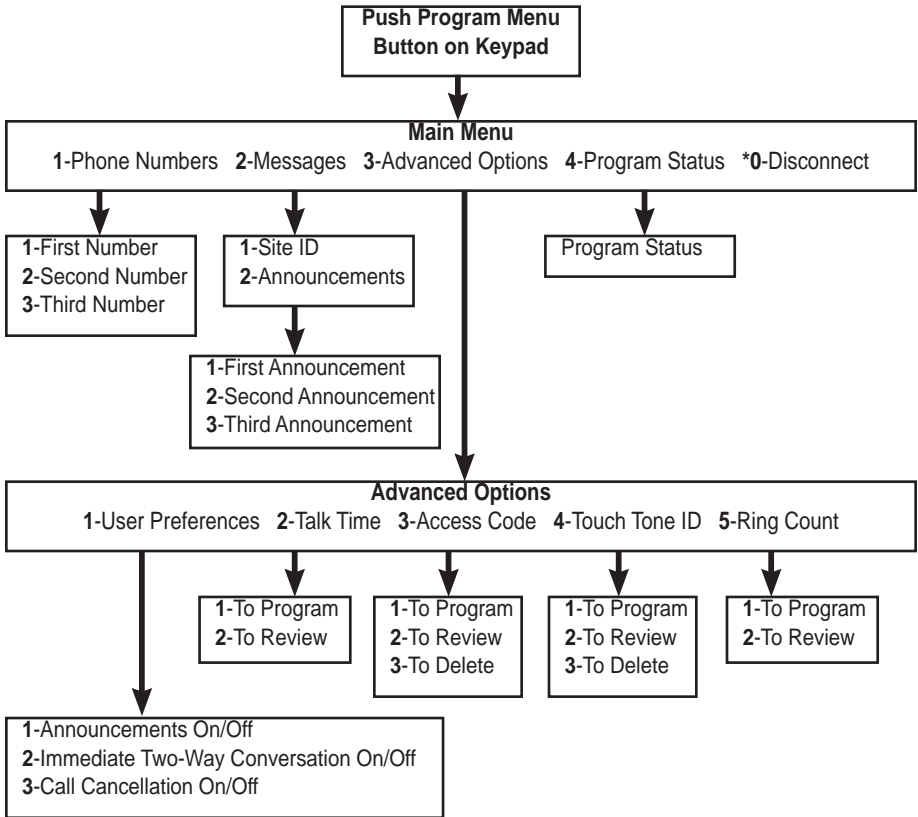 Push Program Menu
Button on Keypad
Main Menu
1-Phone Numbers 2-Messages 3-Advanced Options 4-Program Status *0-Disconnect
1-First Number
2-Second Number
3-Third Number
1-Site ID
2-Announcements
Program Status
1-First Announcement
2-Second Announcement
3-Third Announcement
Advanced Options
1-User Preferences 2-Talk Time 3-Access Code 4-Touch Tone ID 5-Ring Count
1-To Program
2-To Review
1-To Program
2-To Review
3-To Delete
1-To Program
2-To Review
3-To Delete
1-To Program
2-To Review
1-Announcements On/Off
2-Immediate Two-Way Conversation On/Off
3-Call Cancellation On/Off